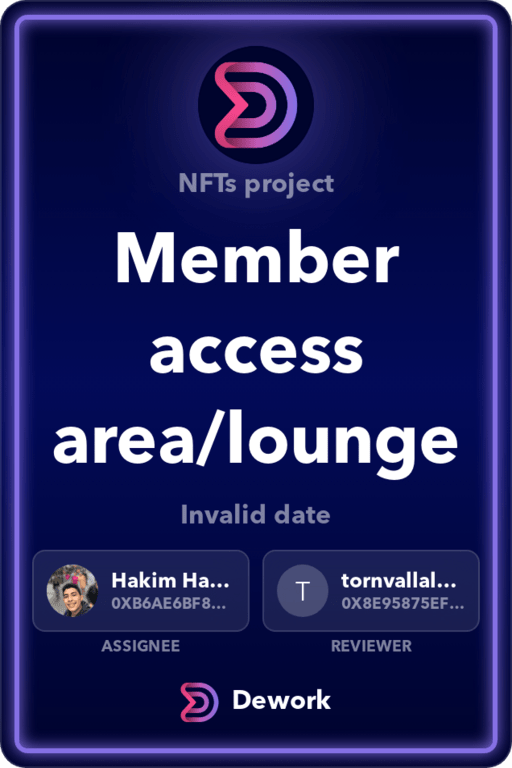 NFTs project
Member
access
area/lounge
Invalid date
Hakim Ha...
0XB6AE6BF8...
ASSIGNEE
T
tornvallal...
0X8E95875EF...
REVIEWER
Dework